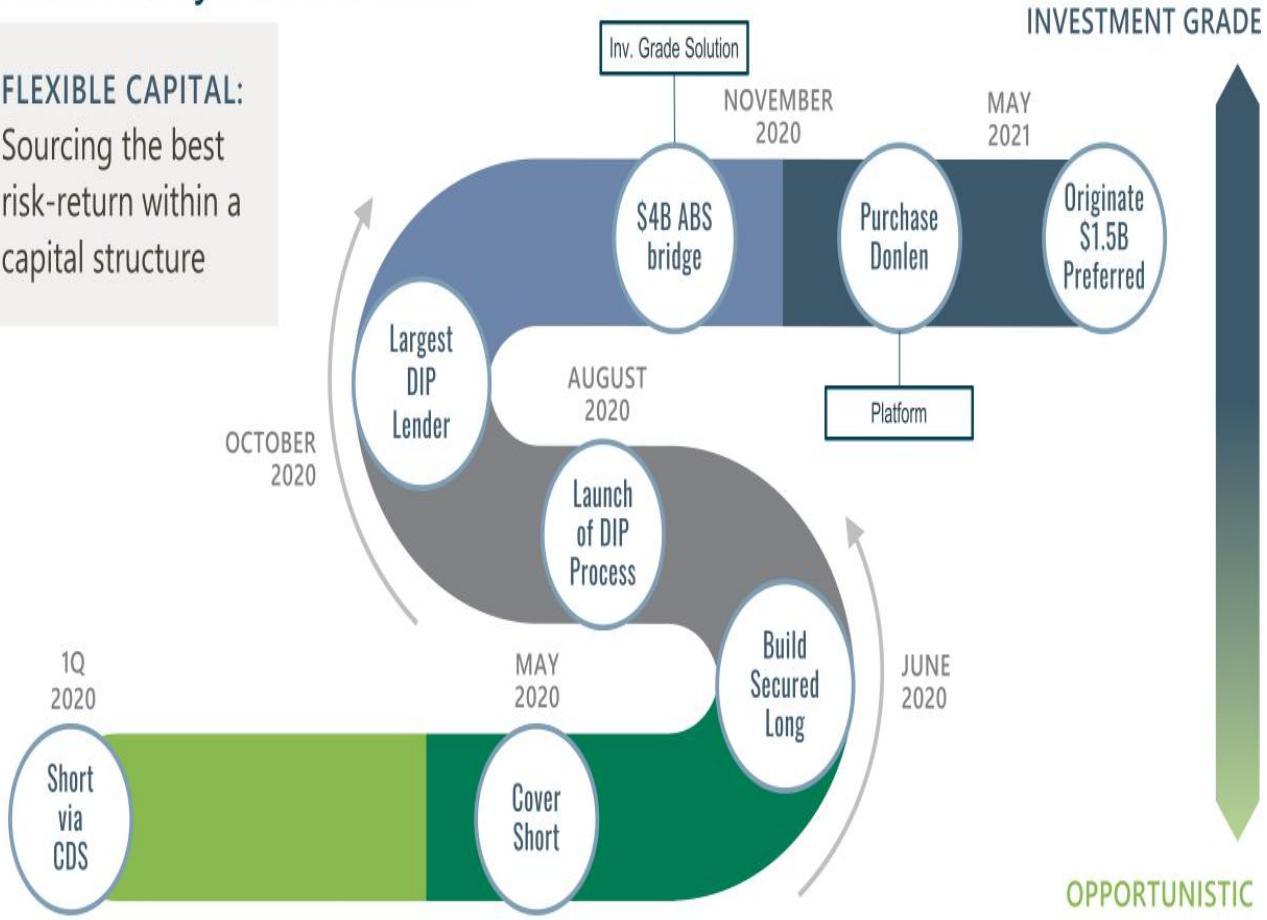 INVESTMENT GRADE
FLEXIBLE CAPITAL:
Sourcing the best
risk-return within a
capital structure
Inv. Grade Solution
NOVEMBER
2020
MAY
2021
$4B ABS
bridge
Purchase
Donlen
Originate
$1.5B
Preferred
Platform
Largest
DIP
Lender
OCTOBER
2020
AUGUST
2020
Launch
of DIP
Process
Build
Secured
Long
JUNE
2020
1Q
2020
MAY
2020
Short
via
CDS
Cover
Short
OPPORTUNISTIC